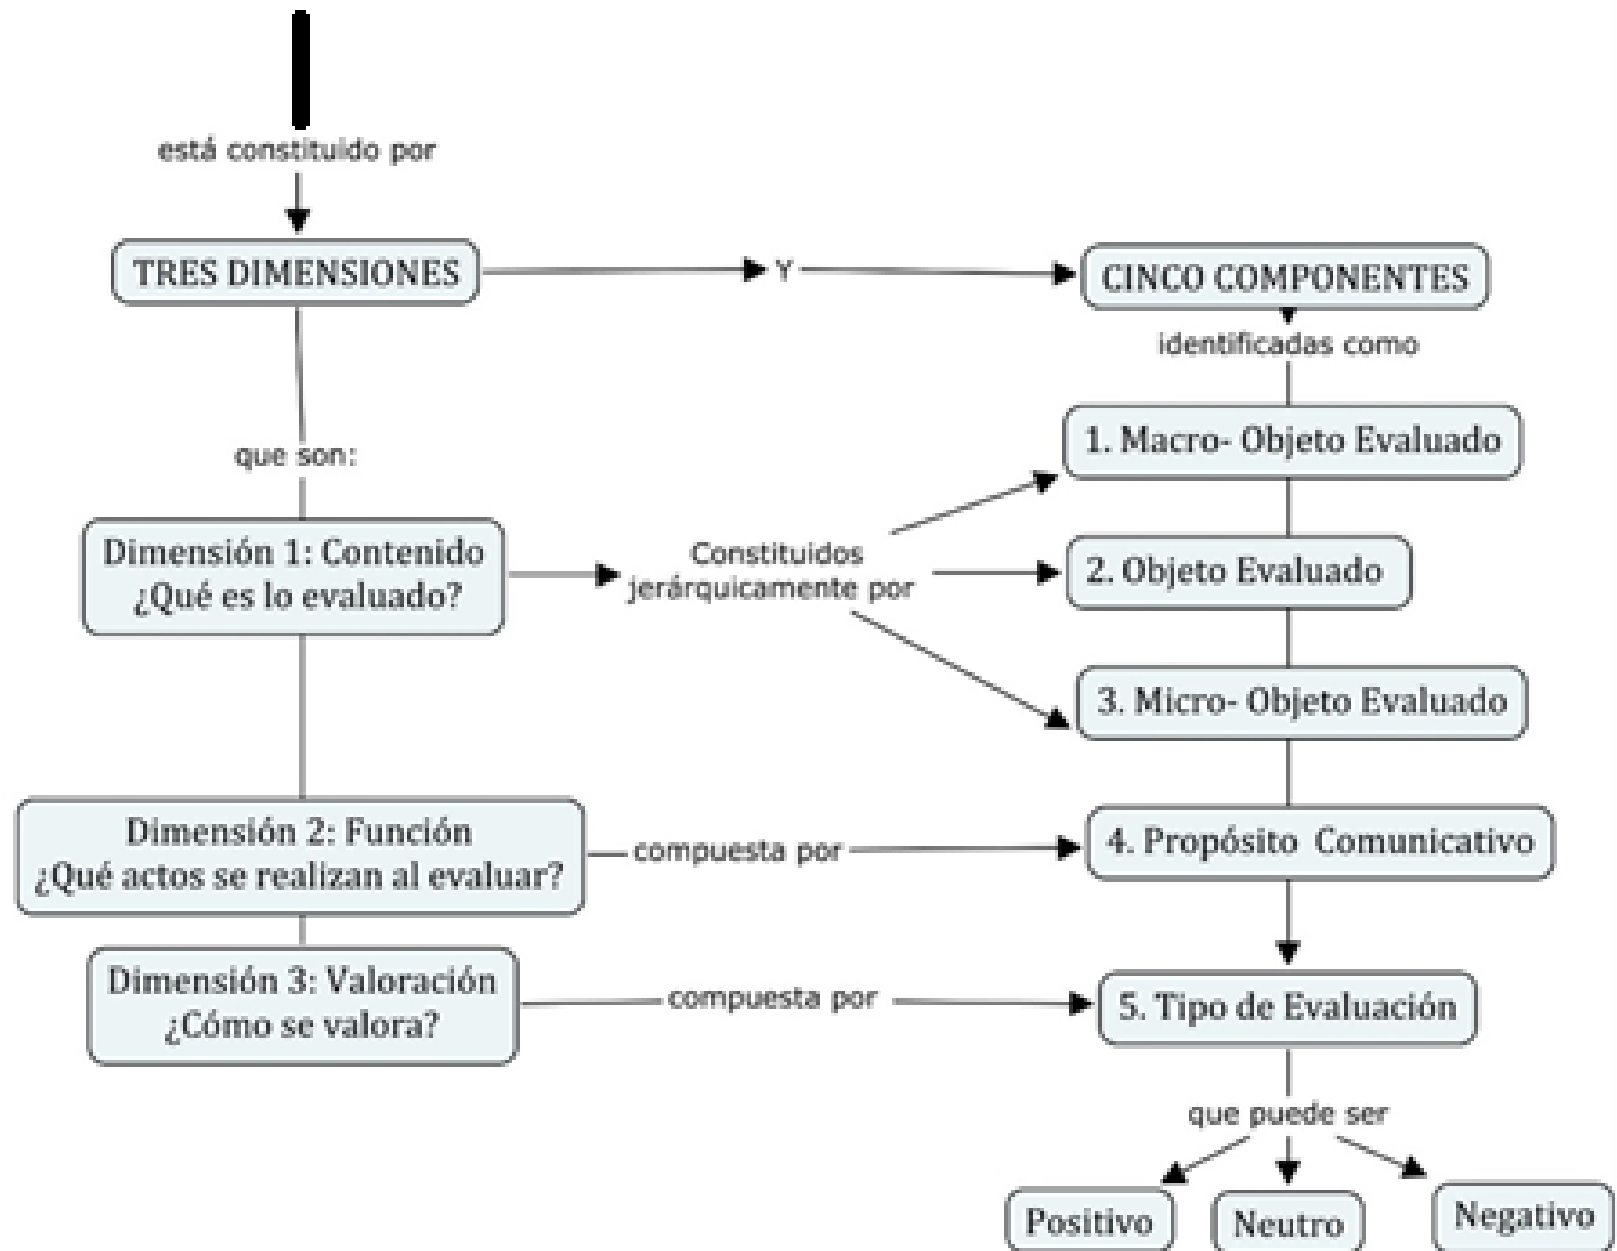 está constituido por
TRES DIMENSIONES
Y
CINCO COMPONENTES
identificadas como
1. Macro- Objeto Evaluado
que son:
Dimensión 1: Contenido
¿Qué es lo evaluado?
Constituidos
jerárquicamente por
2. Objeto Evaluado
3. Micro- Objeto Evaluado
Dimensión 2: Función
¿Qué actos se realizan al evaluar?
compuesta por
4. Propósito Comunicativo
Dimensión 3: Valoración
¿Cómo se valora?
compuesta por
5. Tipo de Evaluación
que puede ser
Positivo
Neutro
Negativo